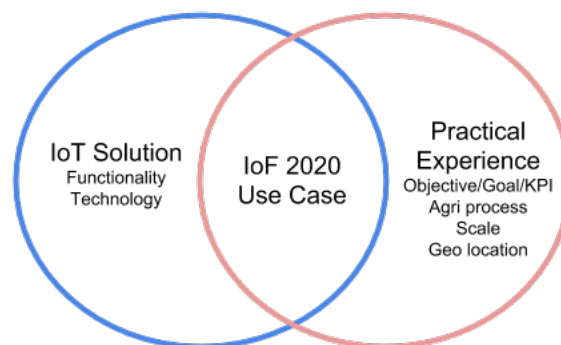 IoT Solution
Functionality
Technology
IoF 2020
Use Case
Practical
Experience
Objective/Goal/KPI
Agri process
Scale
Geo location